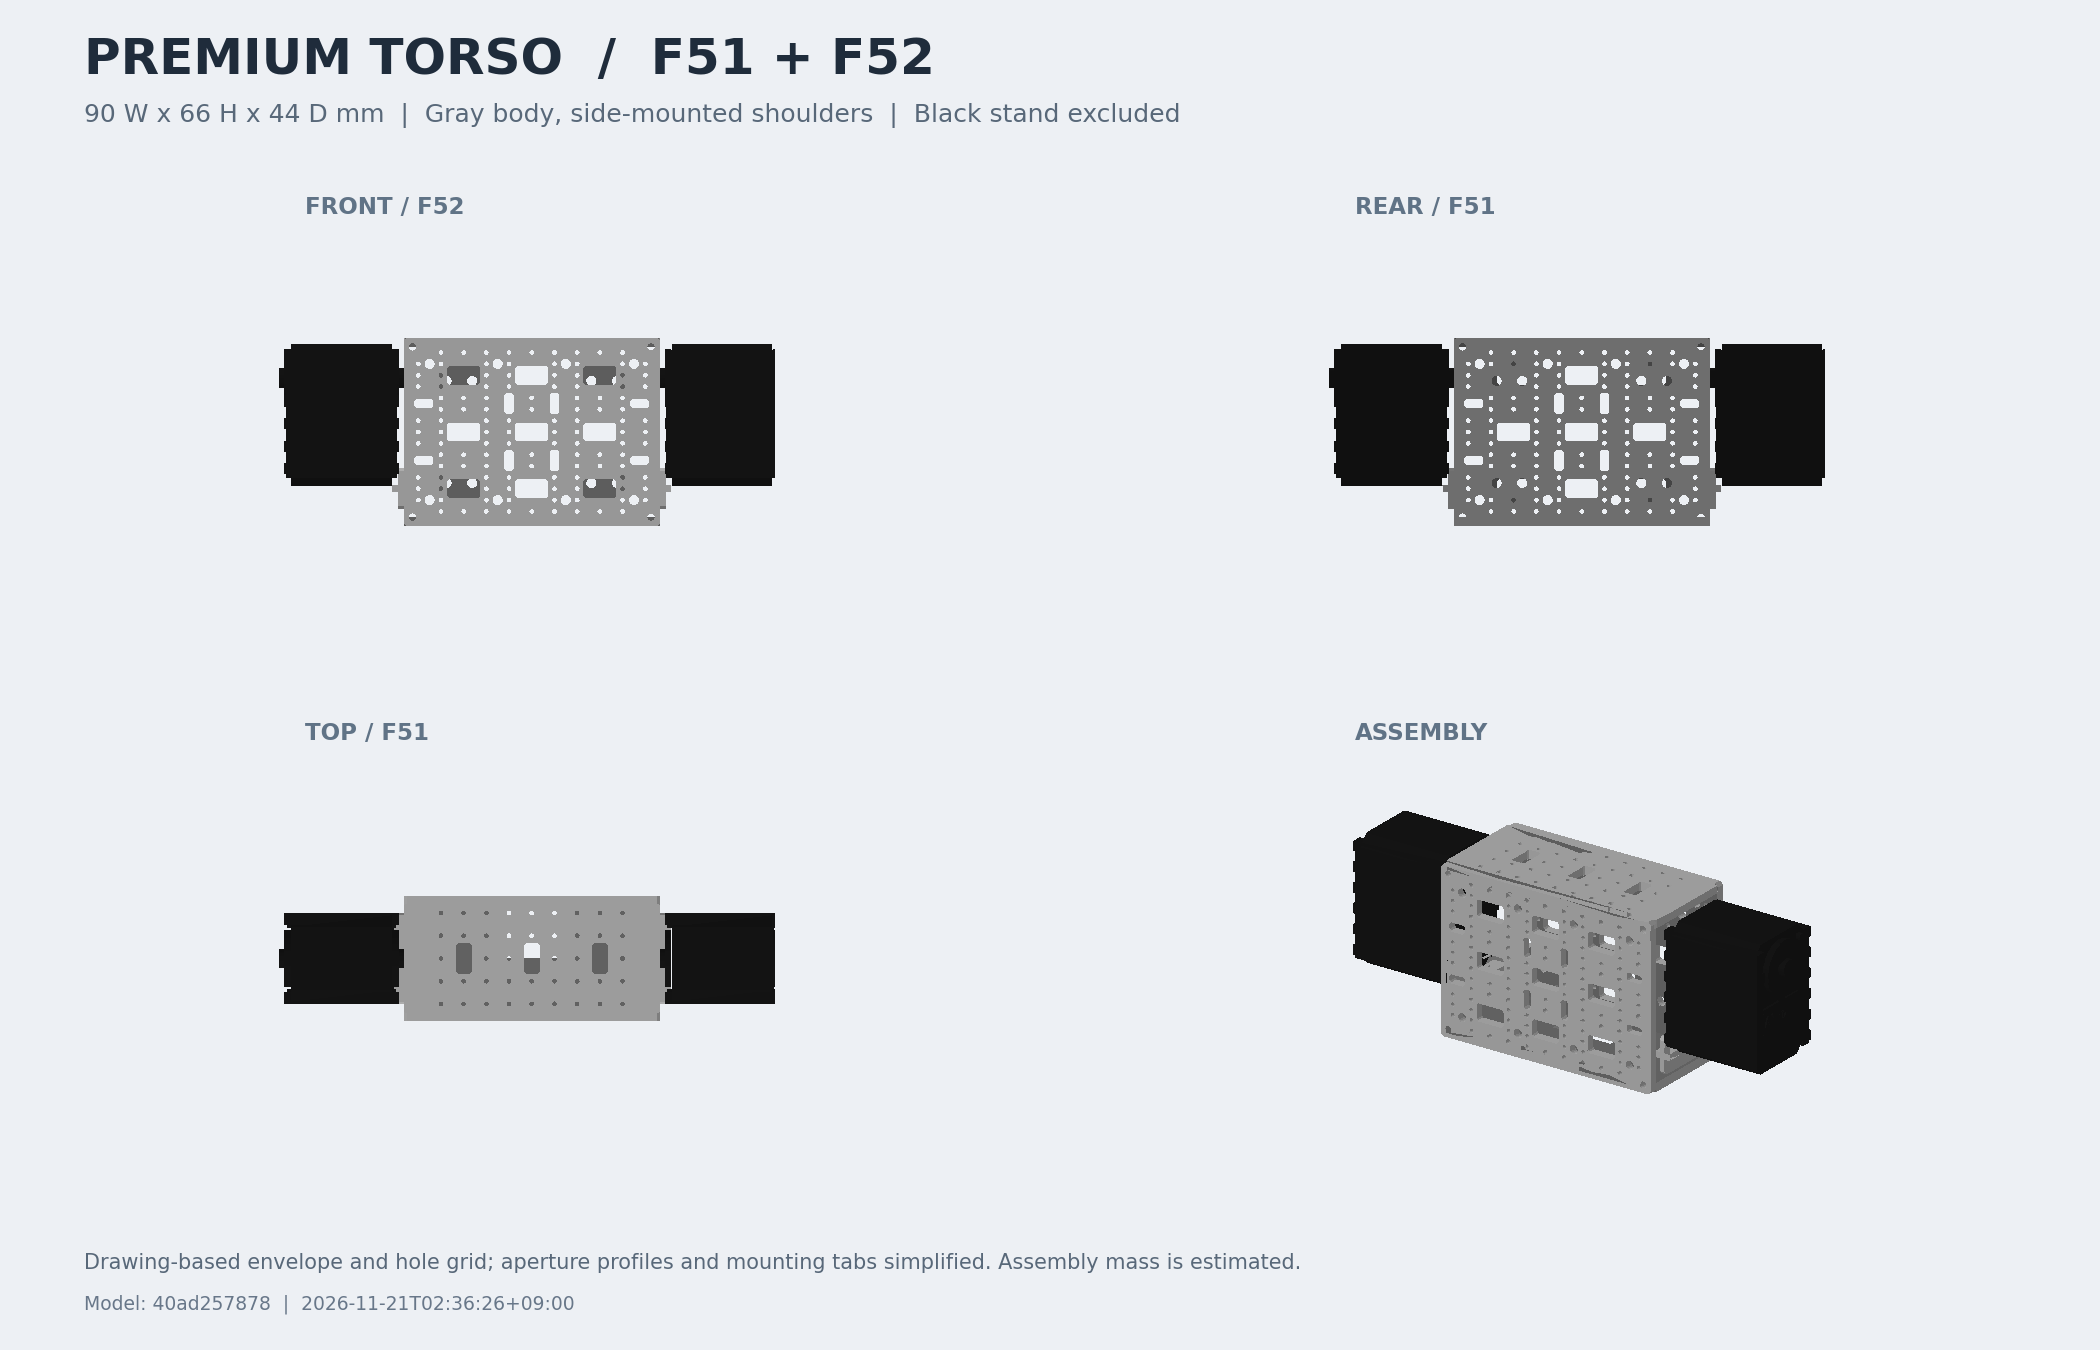 PREMIUM TORSO / F51 + F52
90 W x 66 H x 44 D mm | Gray body, side-mounted shoulders | Black stand excluded
FRONT / F52
REAR / F51
TOP / F51
ASSEMBLY
Drawing-based envelope and hole grid; aperture profiles and mounting tabs simplified. Assembly mass is estimated.
Model: 40ad257878 | 2026-11-21T02:36:26+09:00